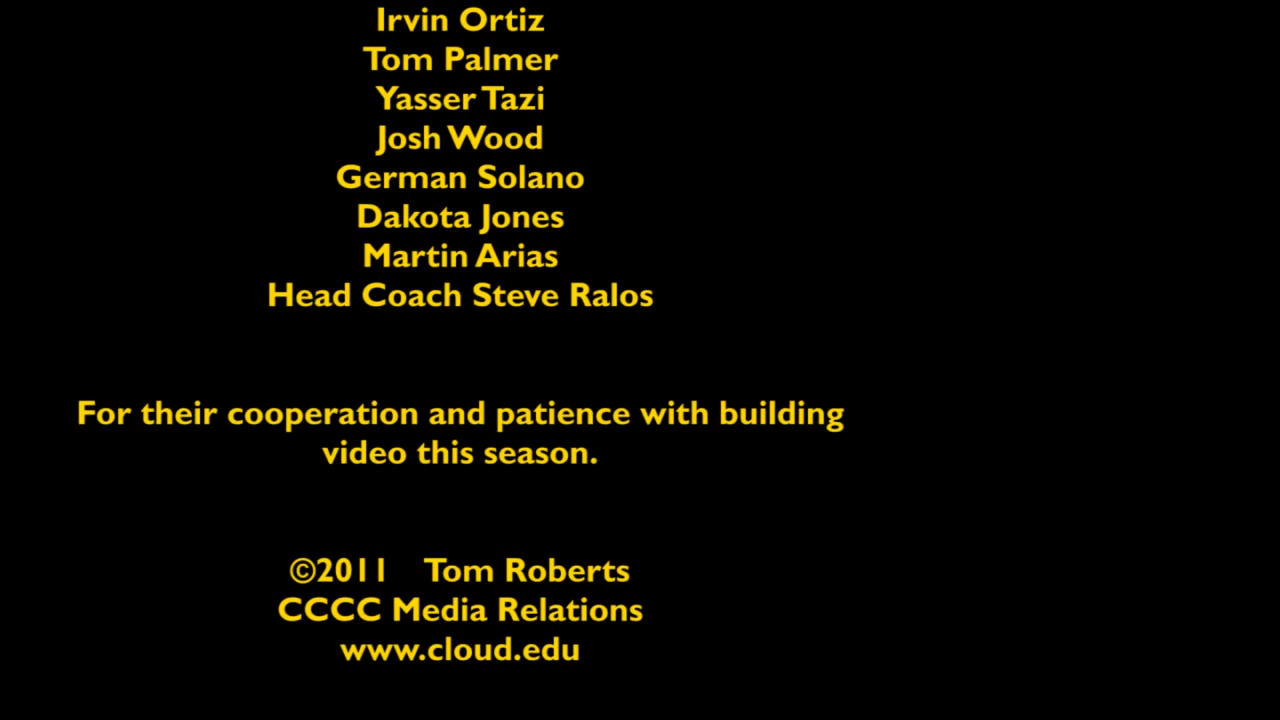 Irvin Ortiz
Tom Palmer
Yasser Tazi
Josh Wood
German Solano
Dakota Jones
Martin Arias
Head Coach Steve Ralos
For their cooperation and patience with building
video this season.
©2011 Tom Roberts
CCCC Media Relations
www.cloud.edu